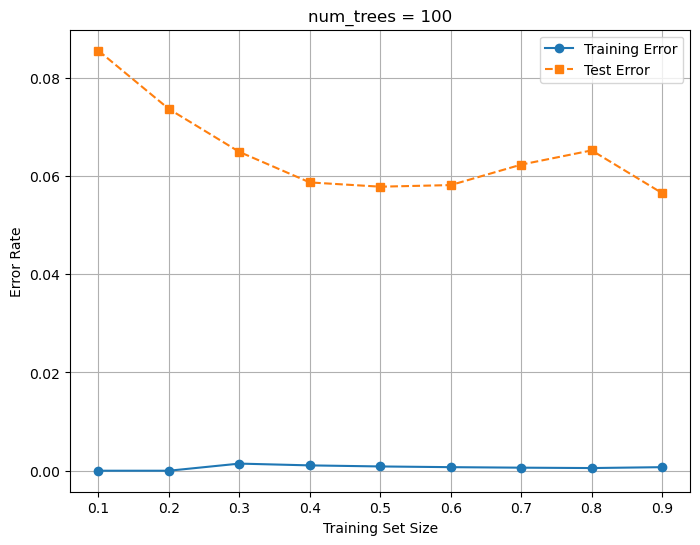 num_trees = 100
Training Error
Test Error
Error Rate
0.08
0.06
0.04
0.02
0.00
0.1 0.2 0.3 0.4 0.5 0.6 0.7 0.8 0.9
Training Set Size